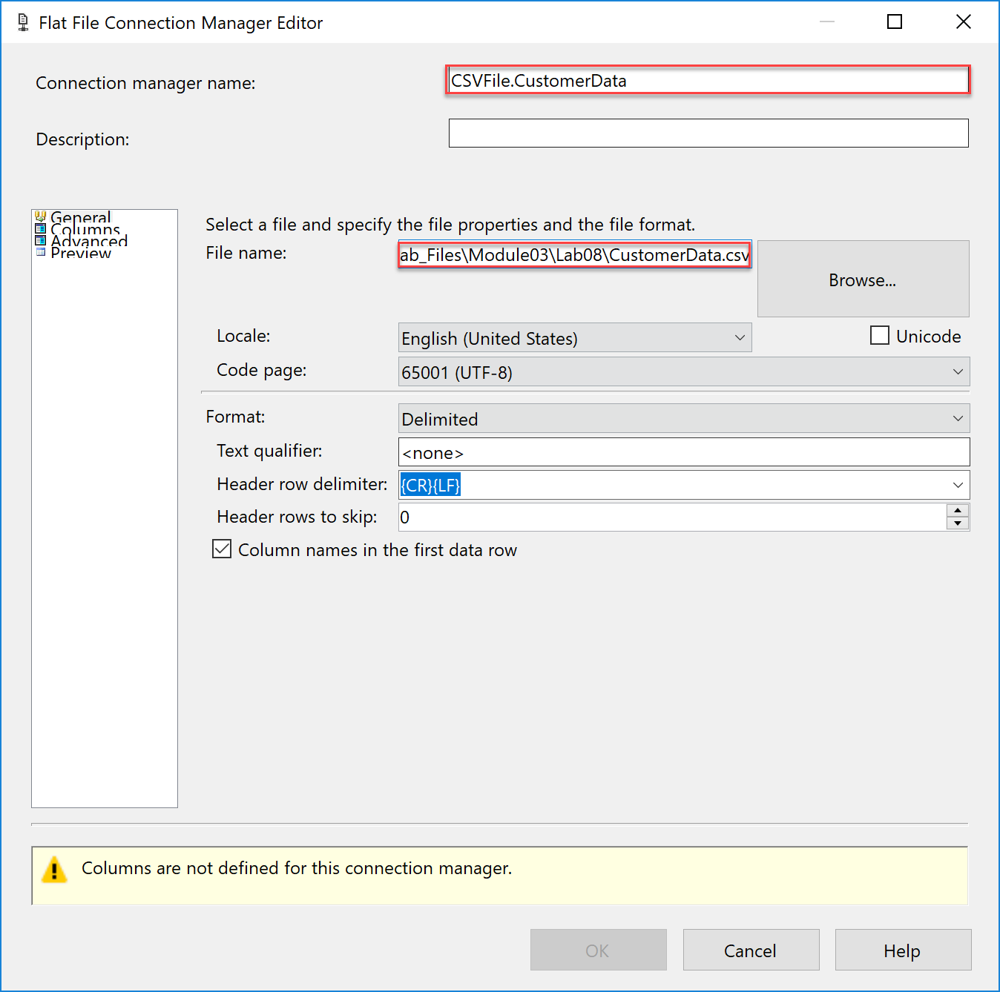 Flat File Connection Manager Editor
Connection manager name:
CSVFile.CustomerData
Description:
General
Columns
Advanced
Preview
Select a file and specify the file properties and the file format.
File name:
ab_Files\Module03\Lab08\CustomerData.csv
Browse...
Locale:
English (United States)
Unicode
Code page:
65001 (UTF-8)
Format:
Delimited
Text qualifier:
<none>
Header row delimiter:
{CR}{LF}
Header rows to skip:
0
Column names in the first data row
Columns are not defined for this connection manager.
OK
Cancel
Help